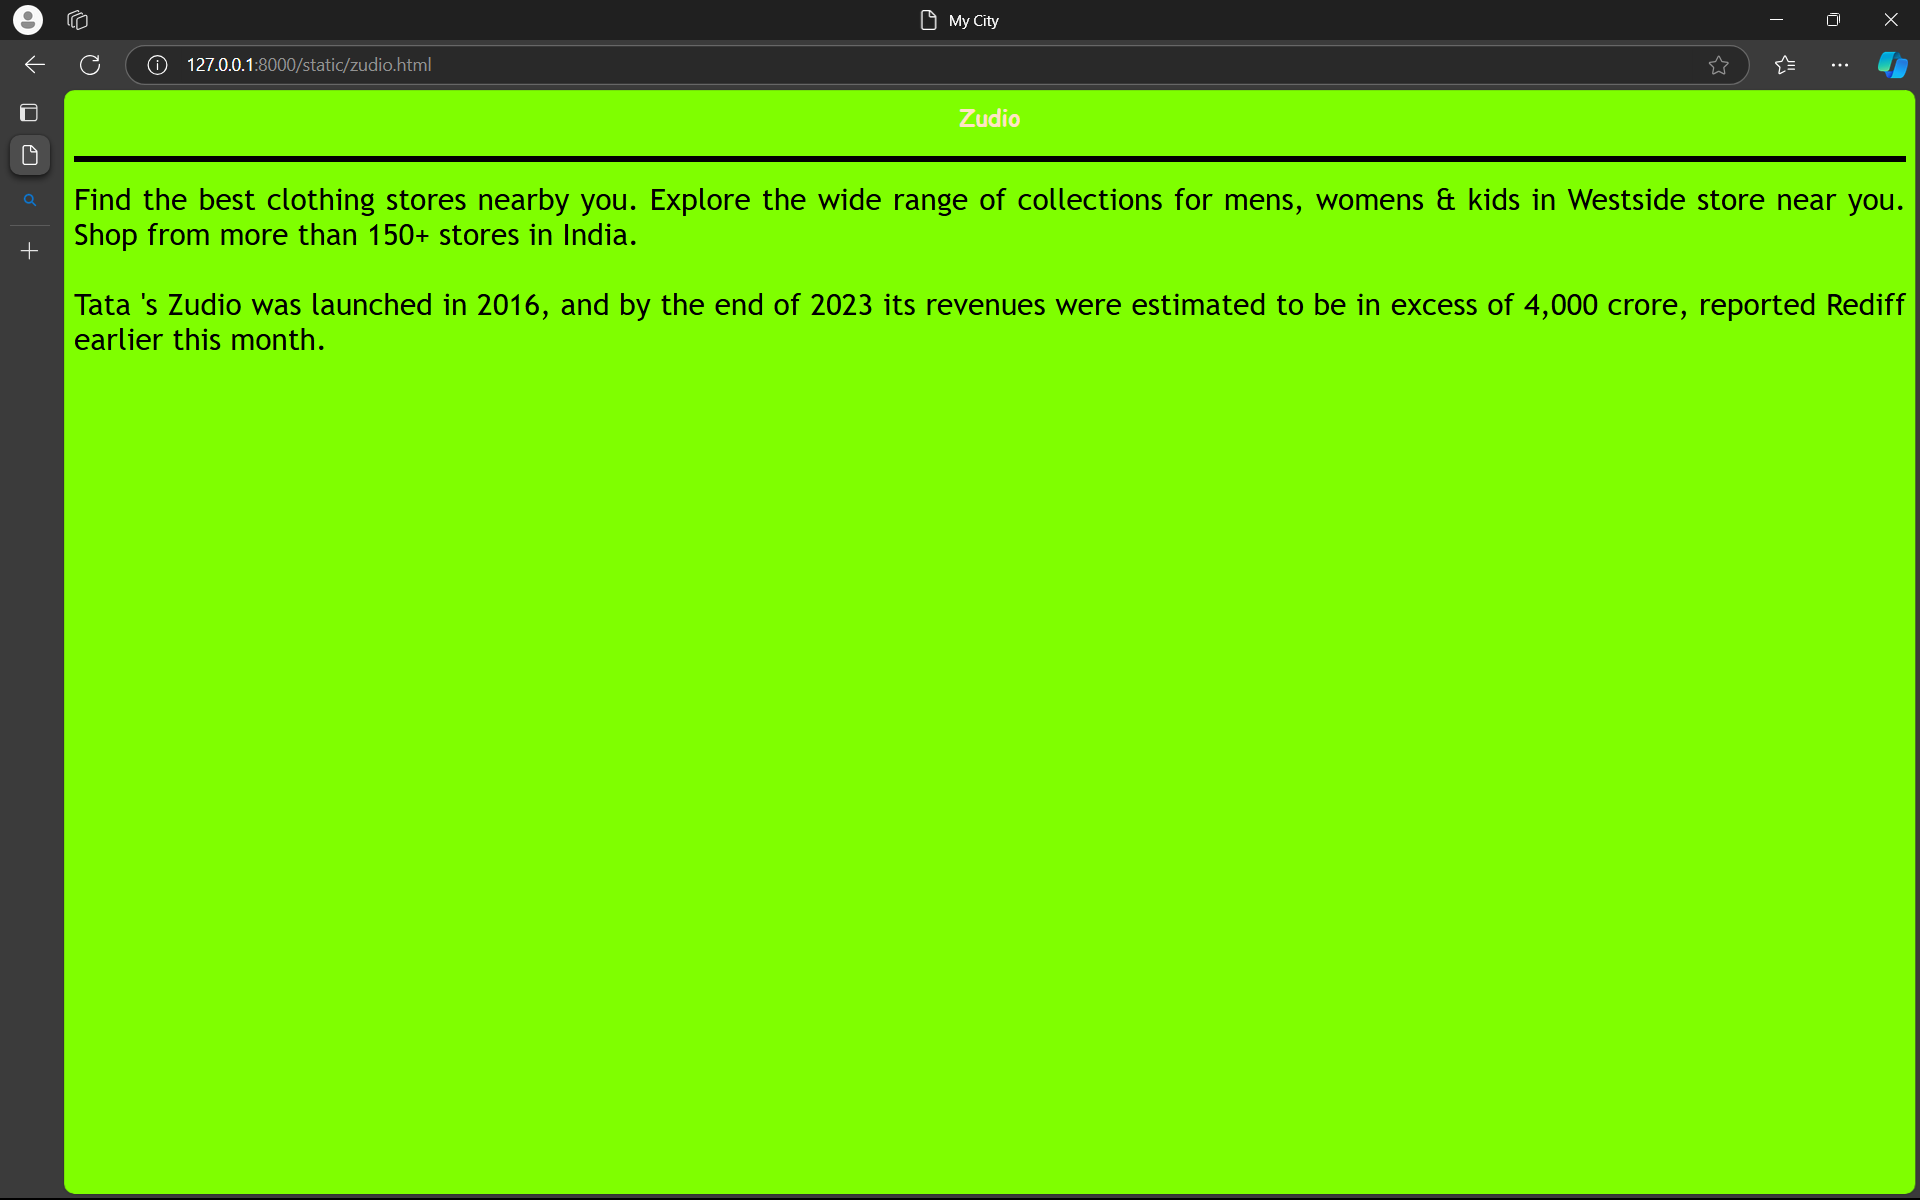 My City
127.0.0.1:8000/static/zudio.html
Zudio
Find the best clothing stores nearby you. Explore the wide range of collections for mens, womens & kids in Westside store near you.
Shop from more than 150+ stores in India.
Tata 's Zudio was launched in 2016, and by the end of 2023 its revenues were estimated to be in excess of 4,000 crore, reported Rediff
earlier this month.